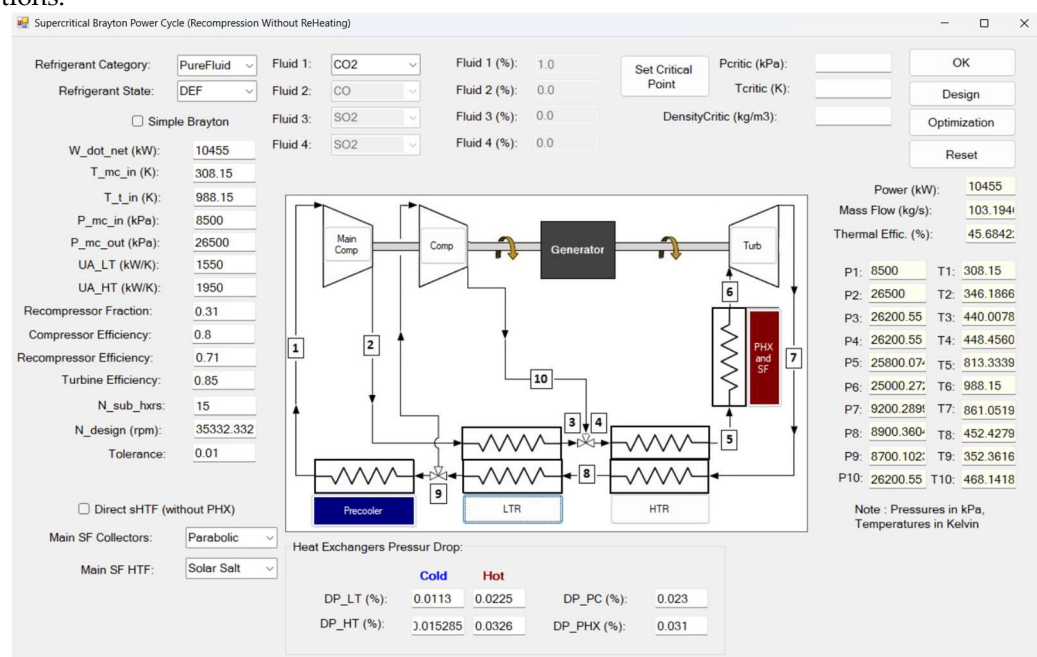 tions.
Supercritical Brayton Power Cycle (Recompression Without ReHeating)
Refrigerant Category: PureFluid Fluid 1: CO2 Fluid 1 (%): 1.0 Set Critical Point Pcritic (kPa): OK
Refrigerant State: DEF Fluid 2: CO Fluid 2 (%): 0.0 Tcritic (K): Design
Simple Brayton Fluid 3: SO2 Fluid 3 (%): 0.0 DensityCritic (kg/m3): Optimization
Fluid 4: SO2 Fluid 4 (%): 0.0 Reset
W_dot_net (kW): 10455
T_mc_in (K): 308.15
T_t_in (K): 988.15
P_mc_in (kPa): 8500
P_mc_out (kPa): 26500
UA_LT (kW/K): 1550
UA_HT (kW/K): 1950
Recompressor Fraction: 0.31
Compressor Efficiency: 0.8
Recompressor Efficiency: 0.71
Turbine Efficiency: 0.85
N_sub_hxrs: 15
N_design (rpm): 35332.332
Tolerance: 0.01
Direct sHTF (without PHX)
Main SF Collectors: Parabolic
Main SF HTF: Solar Salt
Main
Comp
Comp
Generator
Turb
6
1
2
PHX
and
SF
7
10
3 4
5
8
9
Precooler
LTR
HTR
Power (kW): 10455
Mass Flow (kg/s): 103.194
Thermal Effic. (%): 45.6842
P1: 8500 T1: 308.15
P2: 26500 T2: 346.1866
P3: 26200.55 T3: 440.0078
P4: 26200.55 T4: 448.4560
P5: 25800.07 T5: 813.3339
P6: 25000.27 T6: 988.15
P7: 9200.289 T7: 861.0519
P8: 8900.360 T8: 452.4279
P9: 8700.102 T9: 352.3616
P10: 26200.55 T10: 468.1418
Note : Pressures in kPa,
Temperatures in Kelvin
Heat Exchangers Pressur Drop:
Cold Hot
DP_LT (%): 0.0113 0.0225 DP_PC (%): 0.023
DP_HT (%): 0.015285 0.0326 DP_PHX (%): 0.031